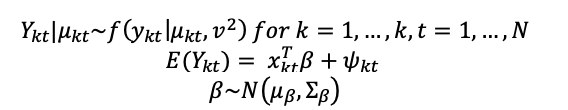 Y_{kt}|μ_{kt}~f(y_{kt}|μ_{kt}, v²) for k = 1, …, k, t = 1, …, N
E(Y_{kt}) = x_{kt}^T β + ψ_{kt}
β~N(μ_β, Σ_β)